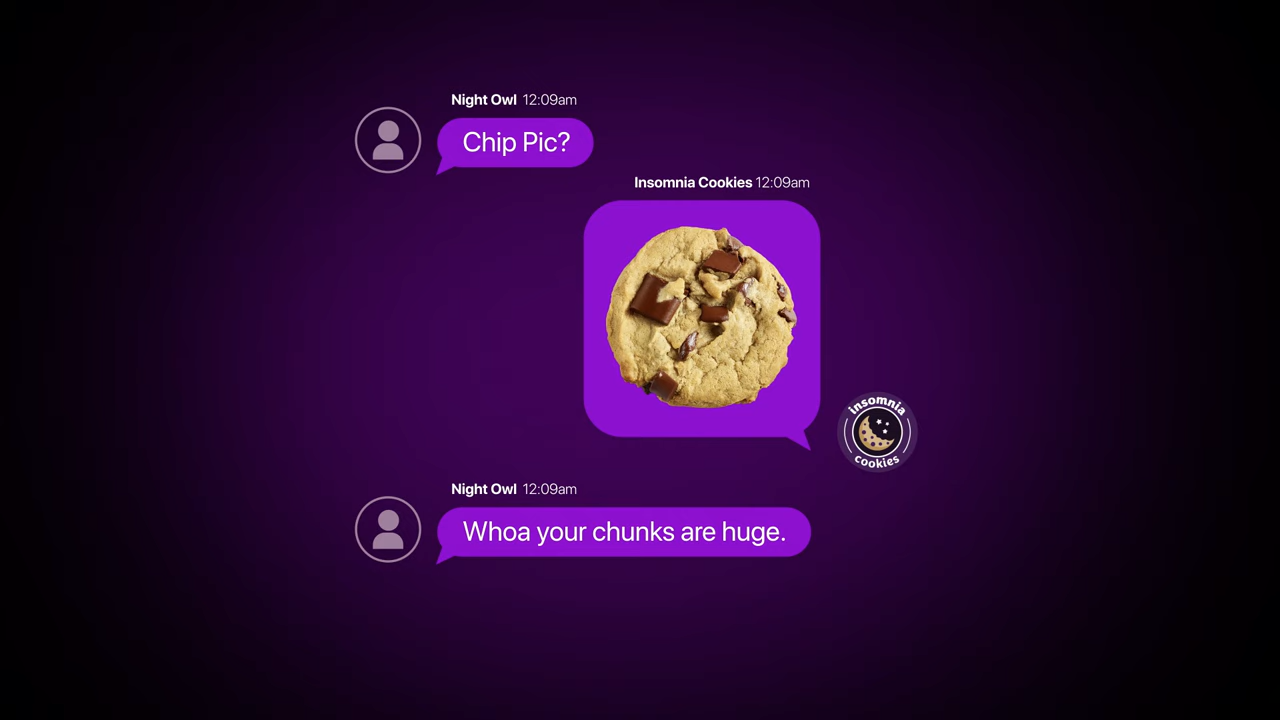 Night Owl 12:09am
Chip Pic?
Insomnia Cookies 12:09am
insomnia
cookies
Night Owl 12:09am
Whoa your chunks are huge.